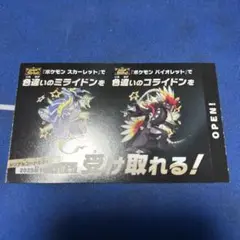 『ポケモン スカーレット』で
色違いのミライドンを
『ポケモン バイオレット』で
色違いのコライドンを
受け取れる!
OPEN!